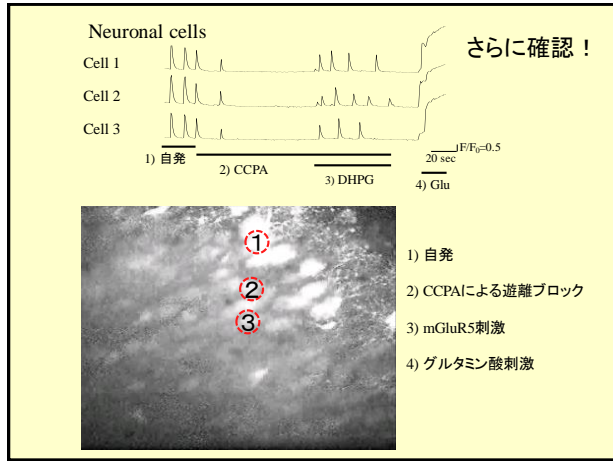 Neuronal cells
さらに確認！
Cell 1
Cell 2
Cell 3
F/F0=0.5
20 sec
1) 自発
2) CCPA
3) DHPG
4) Glu
①
②
③
1) 自発
2) CCPAによる遊離ブロック
3) mGluR5刺激
4) グルタミン酸刺激